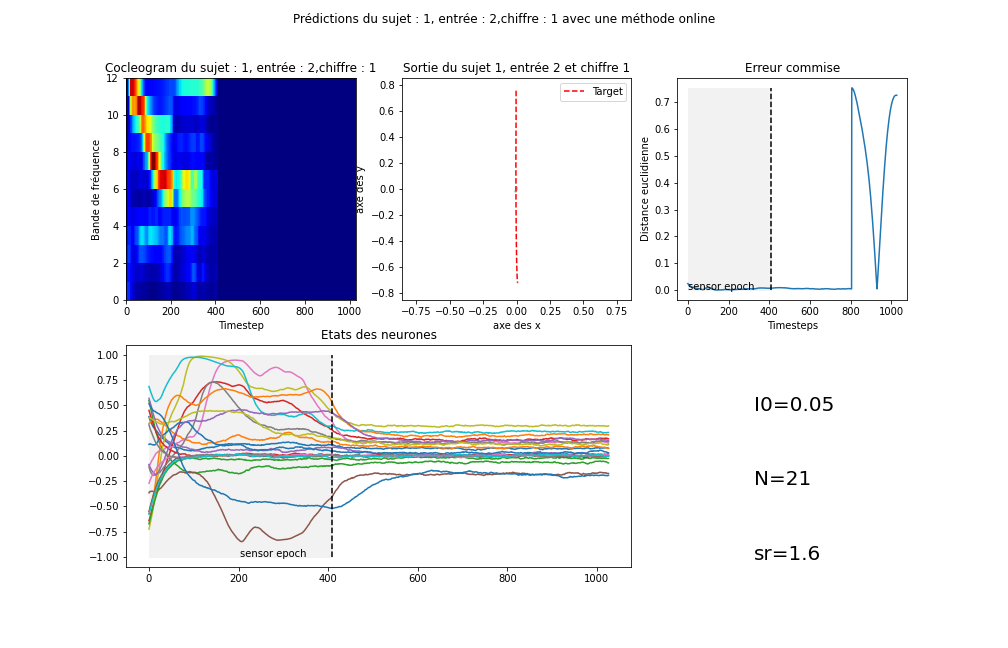 Prédictions du sujet : 1, entrée : 2,chiffre : 1 avec une méthode online
Cocleogram du sujet : 1, entrée : 2,chiffre : 1
Bande de fréquence
12
10
8
6
4
2
0
0 200 400 600 800 1000
Timestep
Sortie du sujet 1, entrée 2 et chiffre 1
axe des y
0.8
0.6
0.4
0.2
0.0
−0.2
−0.4
−0.6
−0.8
Target
−0.75 −0.50 −0.25 0.00 0.25 0.50 0.75
axe des x
Erreur commise
Distance euclidienne
0.7
0.6
0.5
0.4
0.3
0.2
0.1
0.0
sensor epoch
0 200 400 600 800 1000
Timesteps
Etats des neurones
1.00
0.75
0.50
0.25
0.00
−0.25
−0.50
−0.75
−1.00
sensor epoch
0 200 400 600 800 1000
I0=0.05
N=21
sr=1.6